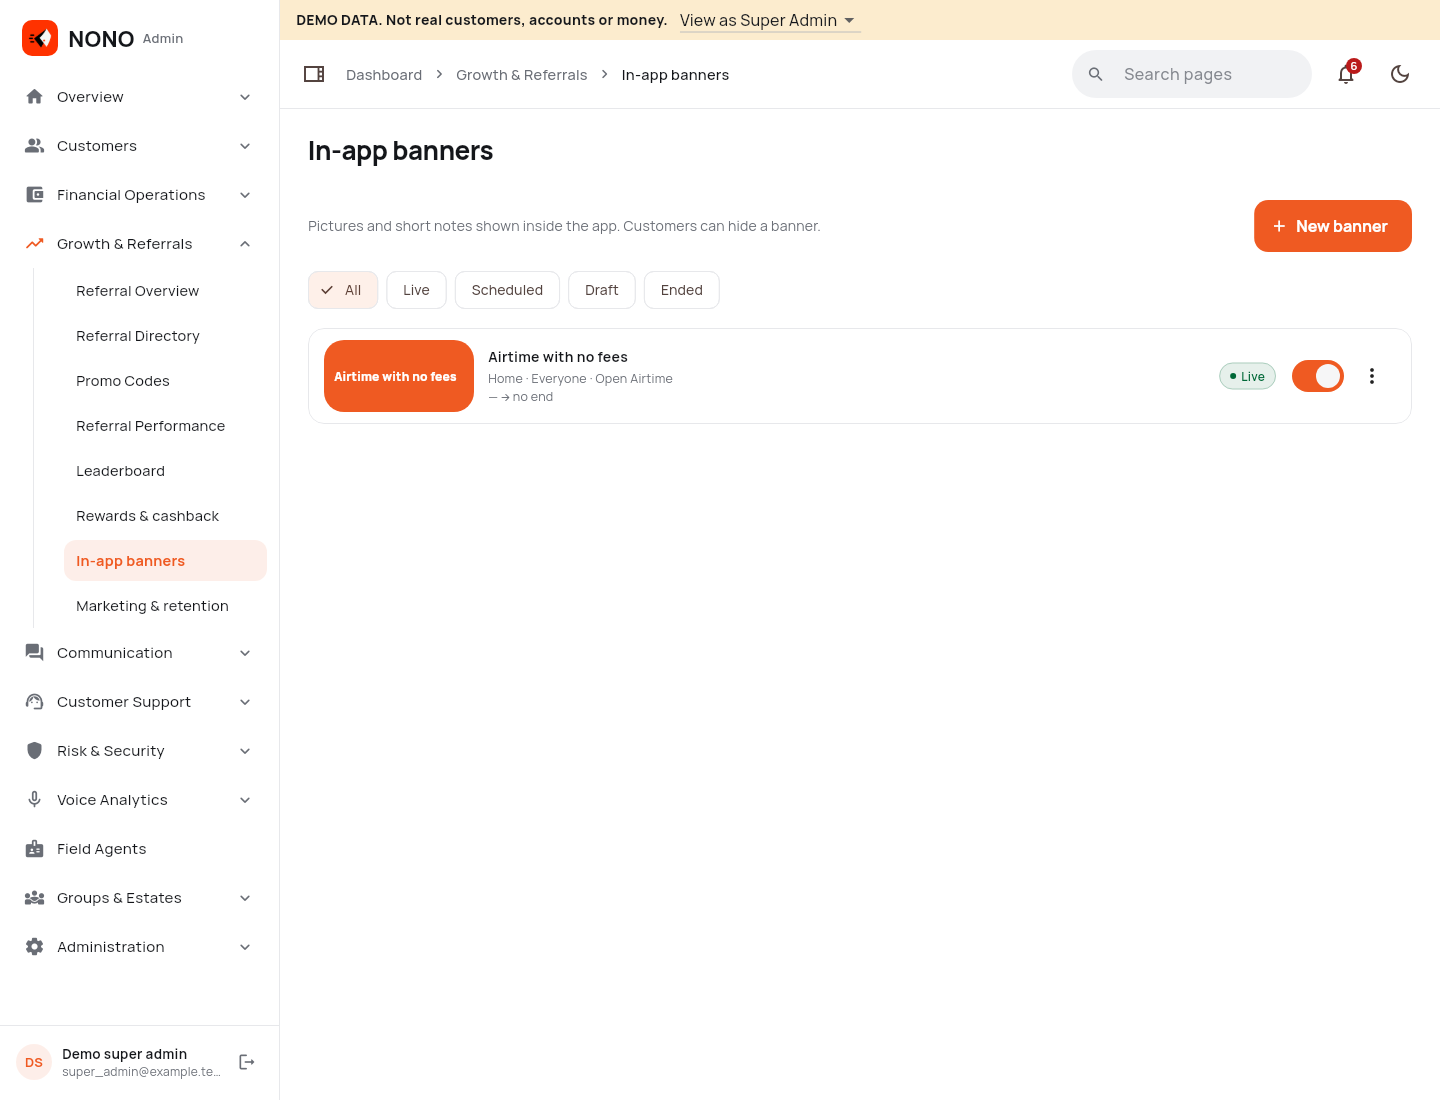 DEMO DATA. Not real customers, accounts or money.
View as Super Admin
NONO Admin
Overview
Customers
Financial Operations
Growth & Referrals
Referral Overview
Referral Directory
Promo Codes
Referral Performance
Leaderboard
Rewards & cashback
In-app banners
Marketing & retention
Communication
Customer Support
Risk & Security
Voice Analytics
Field Agents
Groups & Estates
Administration
DS
Demo super admin
super_admin@example.te...
Dashboard > Growth & Referrals > In-app banners
Search pages
6
In-app banners
Pictures and short notes shown inside the app. Customers can hide a banner.
+ New banner
All
Live
Scheduled
Draft
Ended
Airtime with no fees
Airtime with no fees
Home · Everyone · Open Airtime
— → no end
Live